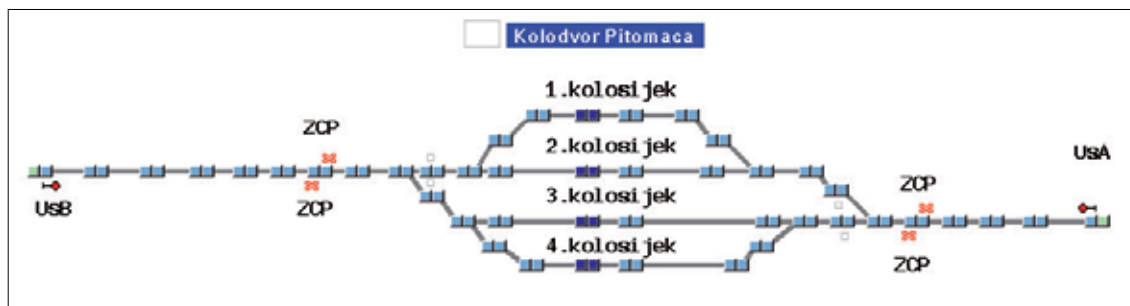 Kolodvor Pitomaca
1.kolosijek
ZCP
2.kolosijek
UsA
3.kolosijek
ZCP
UsB
ZCP
4.kolosijek
ZCP